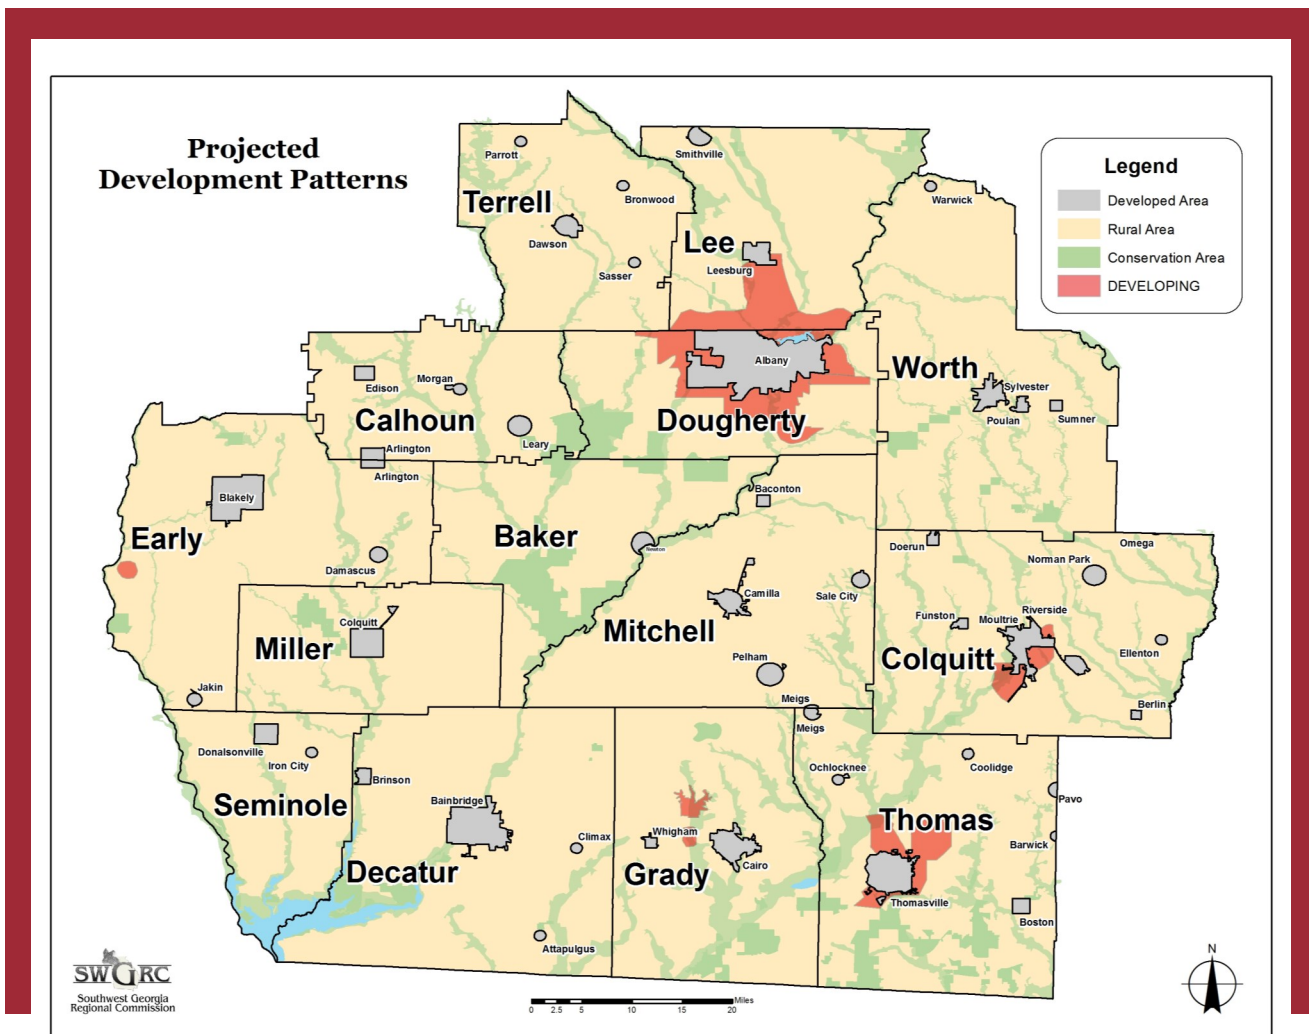 Projected
Development Patterns
Legend
Developed Area
Rural Area
Conservation Area
DEVELOPING
Parrott
Smithville
Bronwood
Warwick
Terrell
Dawson
Lee
Sasser
Leesburg
Albany
Worth
Edison
Morgan
Sylvester
Calhoun
Leary
Dougherty
Poulan
Sumner
Arlington
Arlington
Blakely
Baconton
Early
Baker
Newton
Doerun
Omega
Norman Park
Damascus
Camilla
Sale City
Colquitt
Miller
Mitchell
Funston
Moultrie
Riverside
Pelham
Colquitt
Ellenton
Jakin
Meigs
Meigs
Berlin
Donalsonville
Iron City
Ochlocknee
Coolidge
Brinson
Seminole
Bainbridge
Pavo
Climax
Whigham
Thomas
Barwick
Decatur
Grady
Cairo
Thomasville
Boston
Attapulgus
SWGRC
Southwest Georgia
Regional Commission
Miles
0 2.5 5 10 15 20
N